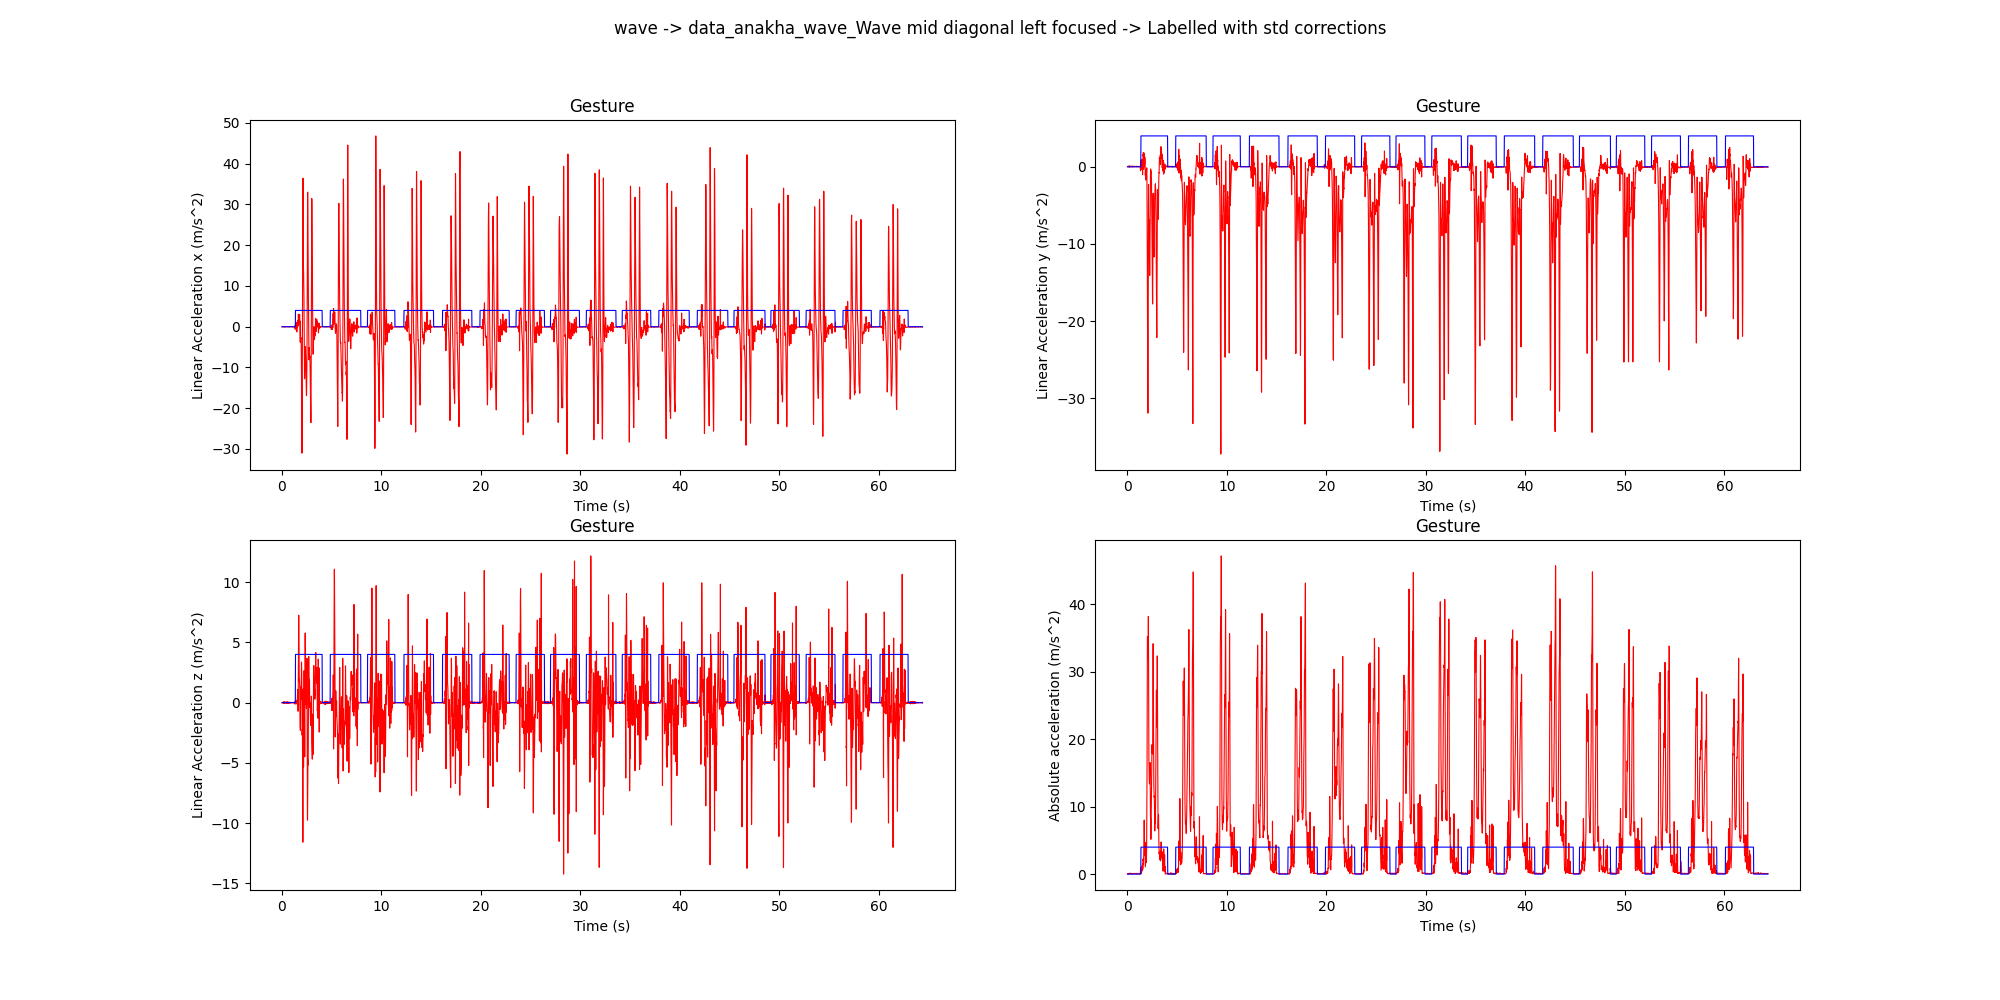 wave -> data_anakha_wave_Wave mid diagonal left focused -> Labelled with std corrections
Gesture
Linear Acceleration x (m/s^2)
50
40
30
20
10
0
−10
−20
−30
0 10 20 30 40 50 60
Time (s)
Gesture
Linear Acceleration y (m/s^2)
0
−10
−20
−30
0 10 20 30 40 50 60
Time (s)
Gesture
Linear Acceleration z (m/s^2)
10
5
0
−5
−10
−15
0 10 20 30 40 50 60
Time (s)
Gesture
Absolute acceleration (m/s^2)
40
30
20
10
0
0 10 20 30 40 50 60
Time (s)